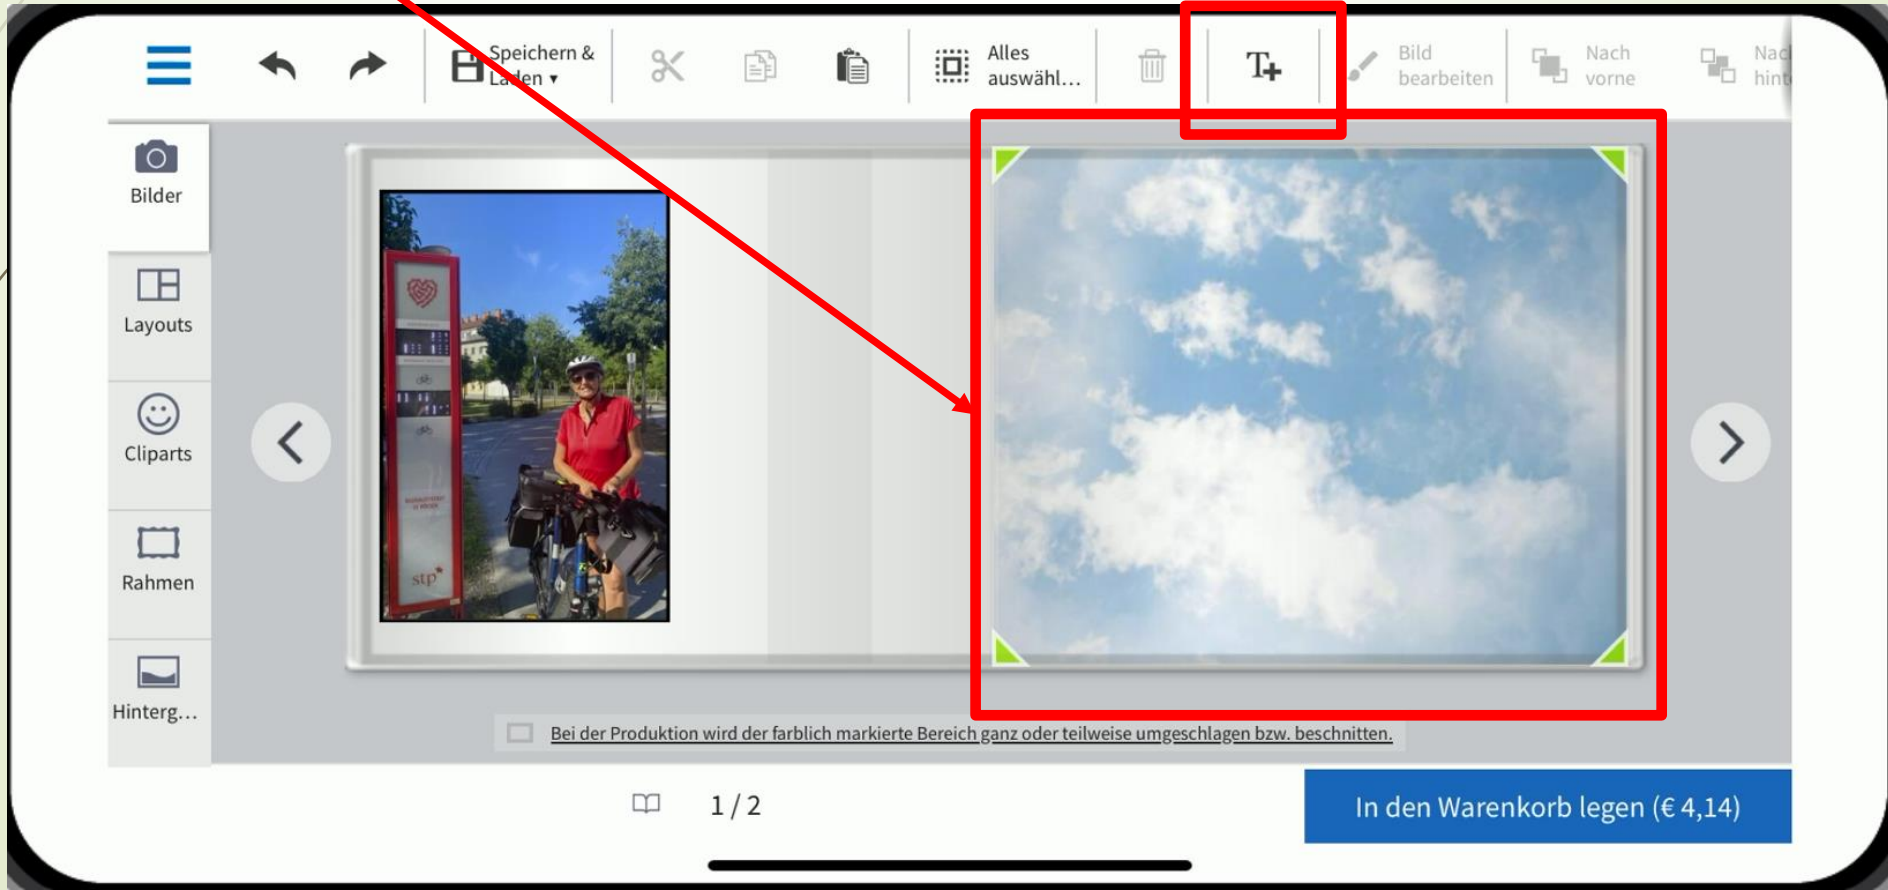 Speichern &
Laden ▾
Alles
auswähl...
T+
Bild
bearbeiten
Nach
vorne
Bilder
Layouts
Cliparts
Rahmen
Hinterg...
stp*
Bei der Produktion wird der farblich markierte Bereich ganz oder teilweise umgeschlagen bzw. beschnitten.
1 / 2
In den Warenkorb legen (€ 4,14)